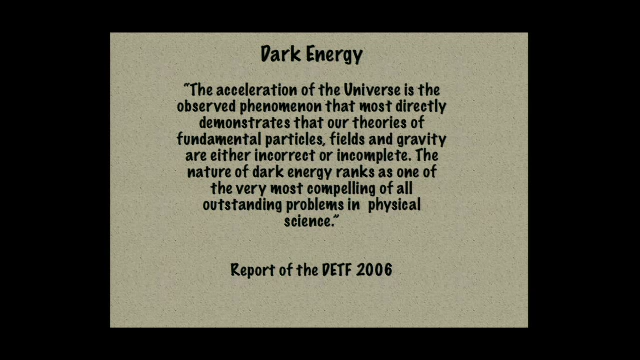 Dark Energy
"The acceleration of the Universe is the
observed phenomenon that most directly
demonstrates that our theories of
fundamental particles, fields and gravity
are either incorrect or incomplete. The
nature of dark energy ranks as one of
the very most compelling of all
outstanding problems in physical
science."
Report of the DETF 2006